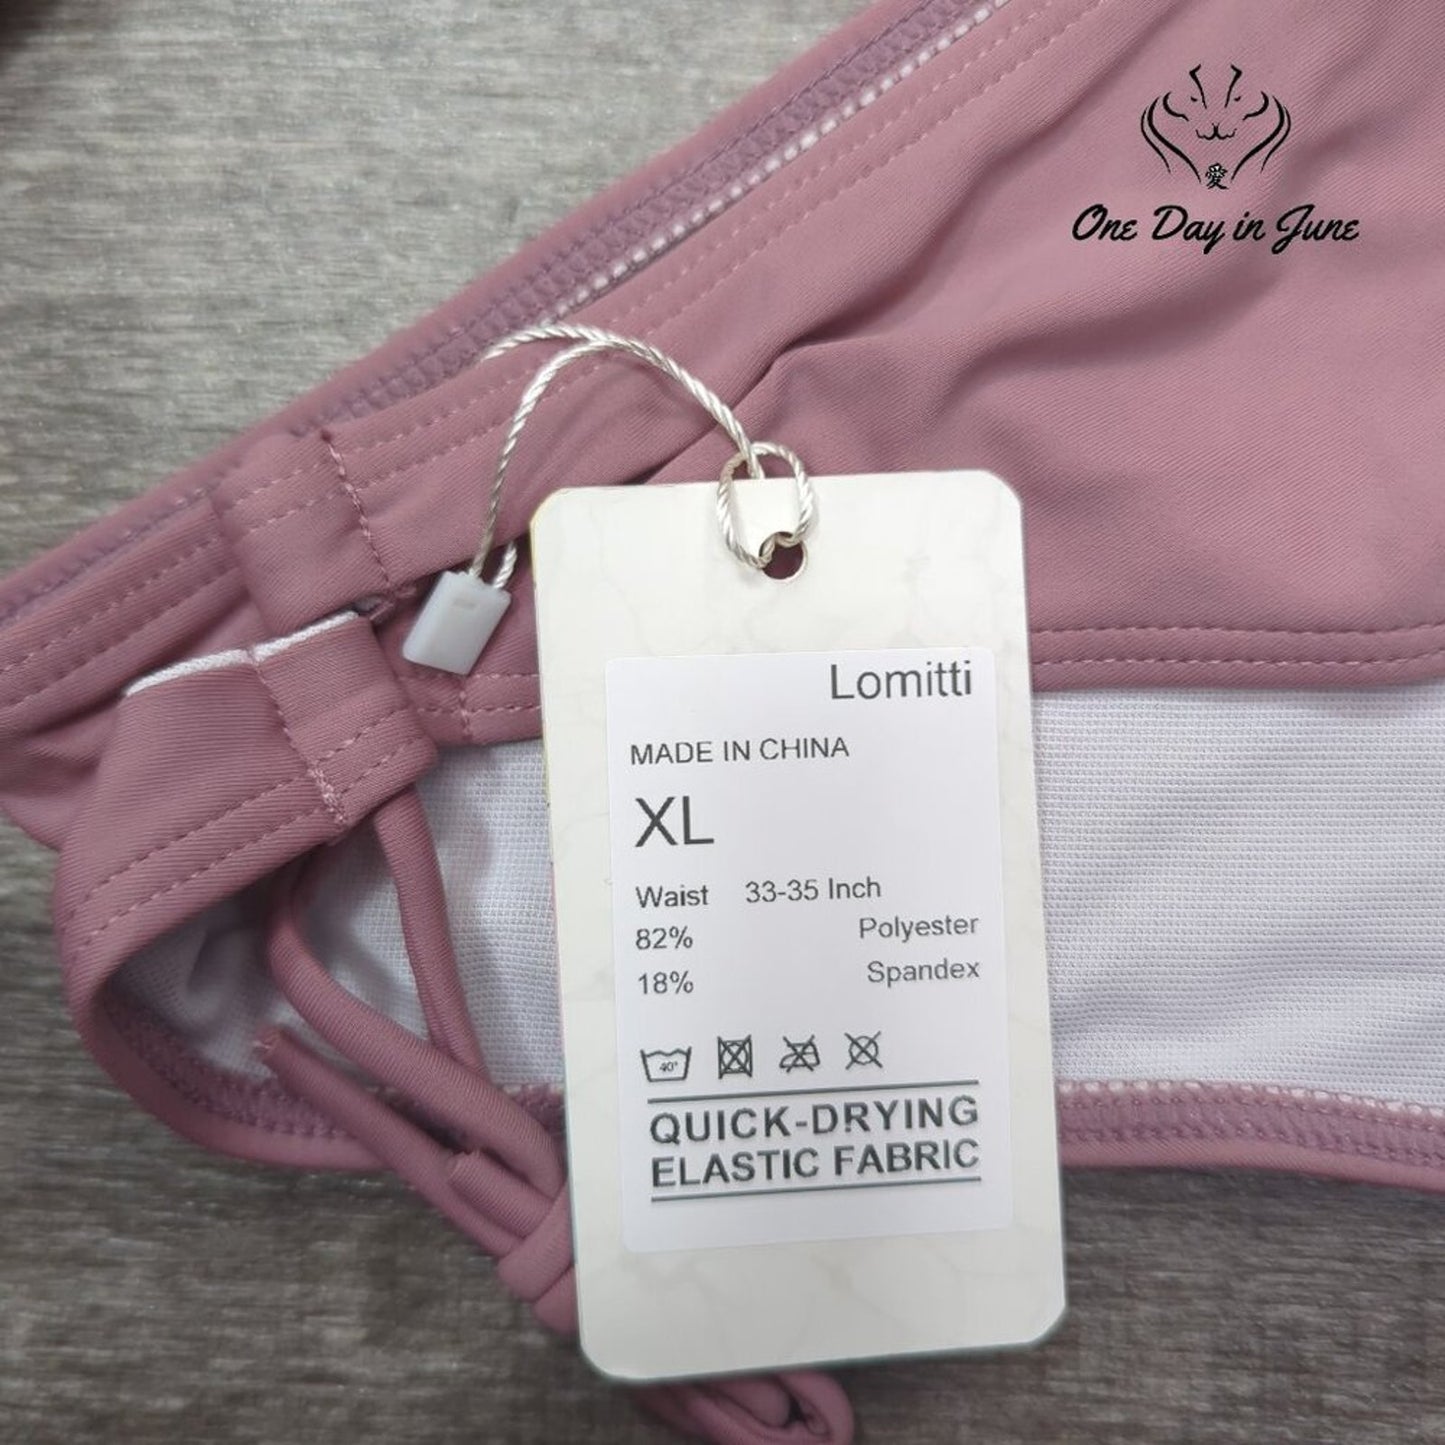 愛
One Day in June
Lomitti
MADE IN CHINA
XL
Waist 33-35 Inch
82% Polyester
18% Spandex
40°
QUICK-DRYING
ELASTIC FABRIC